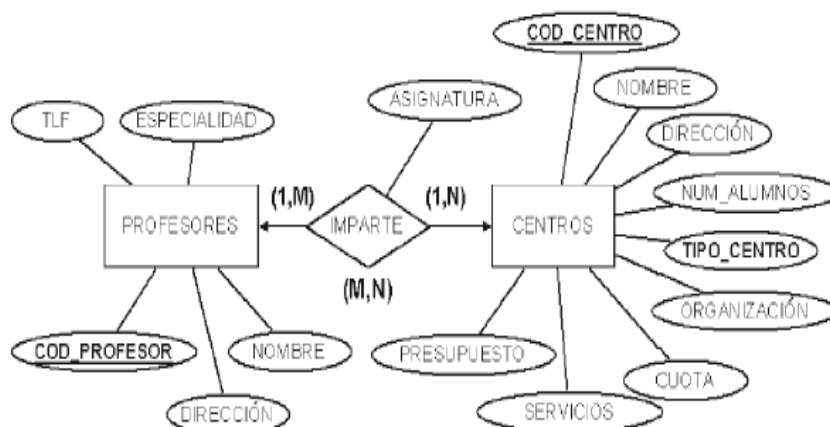 COD_CENTRO
ASIGNATURA
NOMBRE
TLF
ESPECIALIDAD
DIRECCIÓN
(1,M)
(1,N)
NUM_ALUMNOS
PROFESORES
IMPARTE
CENTROS
TIPO_CENTRO
(M,N)
ORGANIZACIÓN
COD_PROFESOR
NOMBRE
PRESUPUESTO
CUOTA
DIRECCIÓN
SERVICIOS